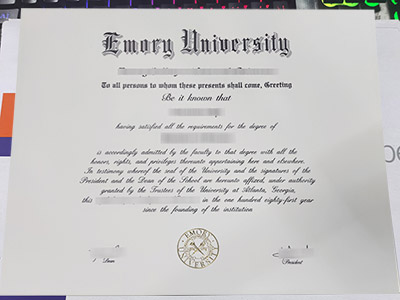 Emory University
To all persons to whom these presents shall come, Greeting
Be it known that
having satisfied all the requirements for the degree of
is accordingly admitted by the faculty to that degree with all the
honors, rights, and privileges thereunto appertaining here and elsewhere.
In testimony whereof the seal of the University and the signatures of the
President and the Dean of the School are hereunto affixed, under authority
granted by the Trustees of the University at Atlanta, Georgia,
this in the one hundred eighty-first year
since the founding of the institution
Dean
President
EMORY
UNIVERSITY